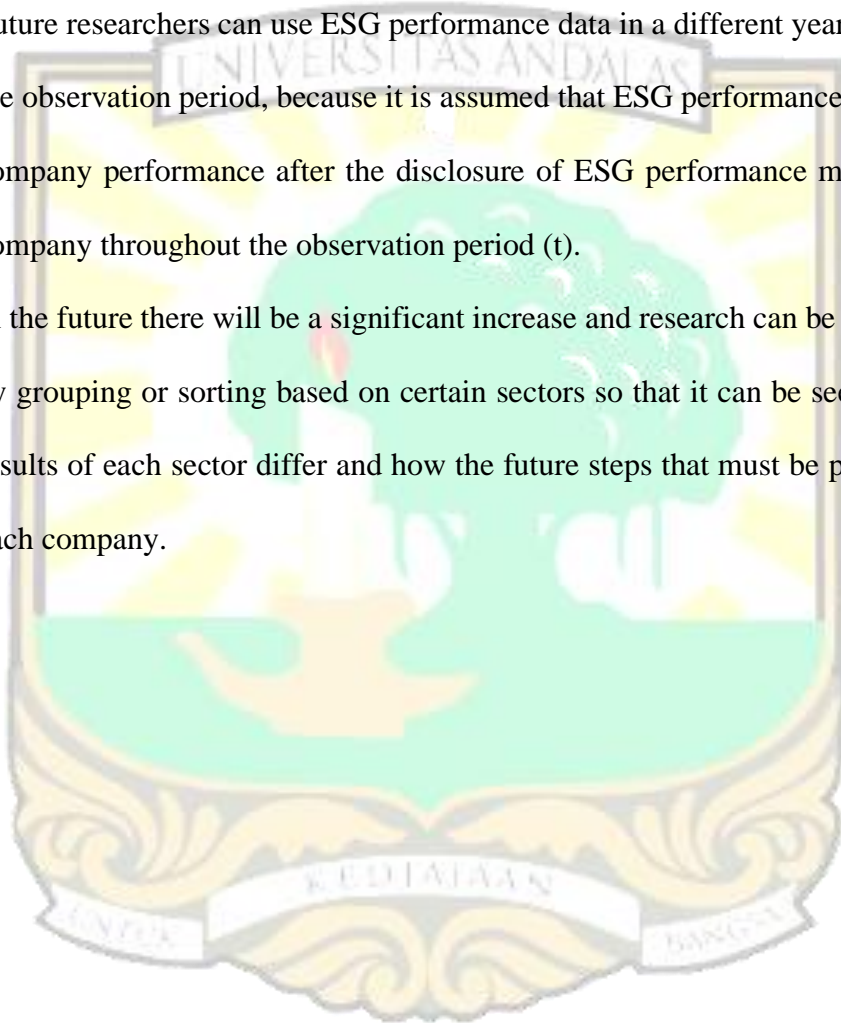 UNIVERSITAS ANDALAS
uture researchers can use ESG performance data in a different year
e observation period, because it is assumed that ESG performance
ompany performance after the disclosure of ESG performance m
ompany throughout the observation period (t).
the future there will be a significant increase and research can be
y grouping or sorting based on certain sectors so that it can be see
sults of each sector differ and how the future steps that must be p
ach company.
KEDJAJAAN
UNTUK
BANGSA